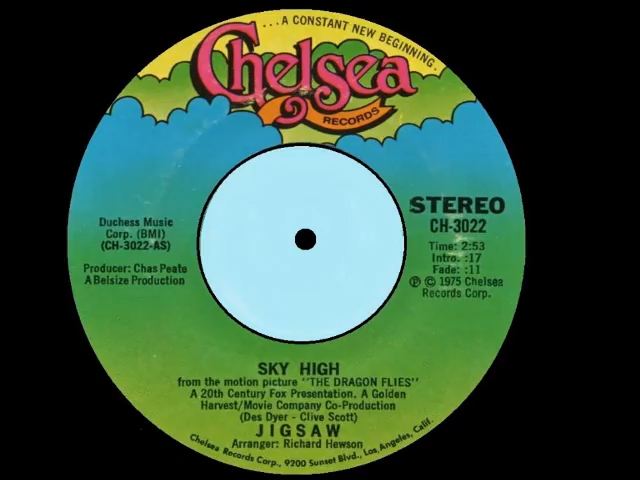 ...A CONSTANT NEW BEGINNING.
Chelsea
RECORDS
Duchess Music
Corp. (BMI)
(CH-3022-AS)
Producer: Chas Peate
A Belsize Production
STEREO
CH-3022
Time: 2:53
Intro: :17
Fade: :11
Ⓟ © 1975 Chelsea
Records Corp.
SKY HIGH
from the motion picture "THE DRAGON FLIES"
A 20th Century Fox Presentation. A Golden
Harvest/Movie Company Co-Production
(Des Dyer - Clive Scott)
JIGSAW
Arranger: Richard Hewson
Chelsea Records Corp., 9200 Sunset Blvd., Los Angeles, Calif.